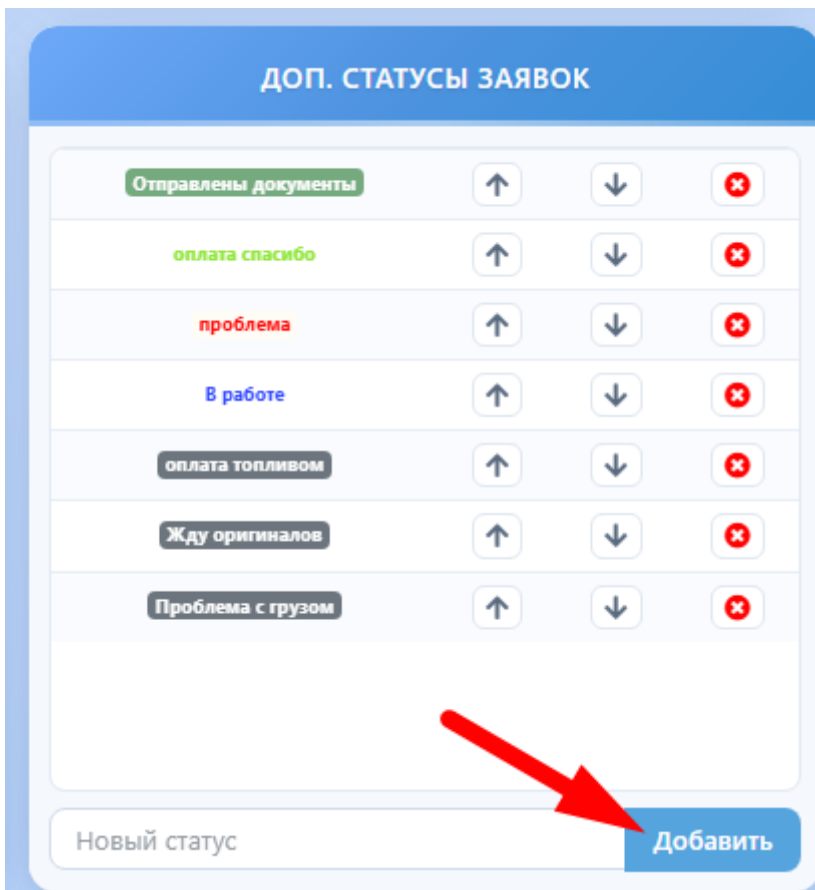 ДОП. СТАТУСЫ ЗАЯВОК
Отправлены документы
оплата спасибо
проблема
В работе
оплата топливом
Жду оригиналов
Проблема с грузом
Новый статус
Добавить